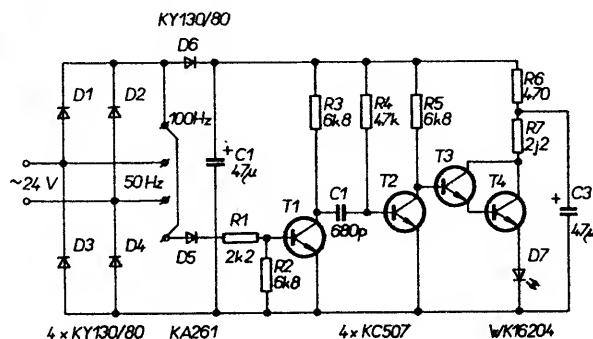 KY130/80
D6
D1
D2
100Hz
+
C1
47µ
R3
6k8
R4
47k
R5
6k8
R6
470
R7
2j2
~24 V
50 Hz
T1
C1
680p
T2
T3
T4
+
C3
47µ
D3
D4
D5
R1
2k2
R2
6k8
D7
4 x KY130/80
KA261
4 x KC507
WK16204